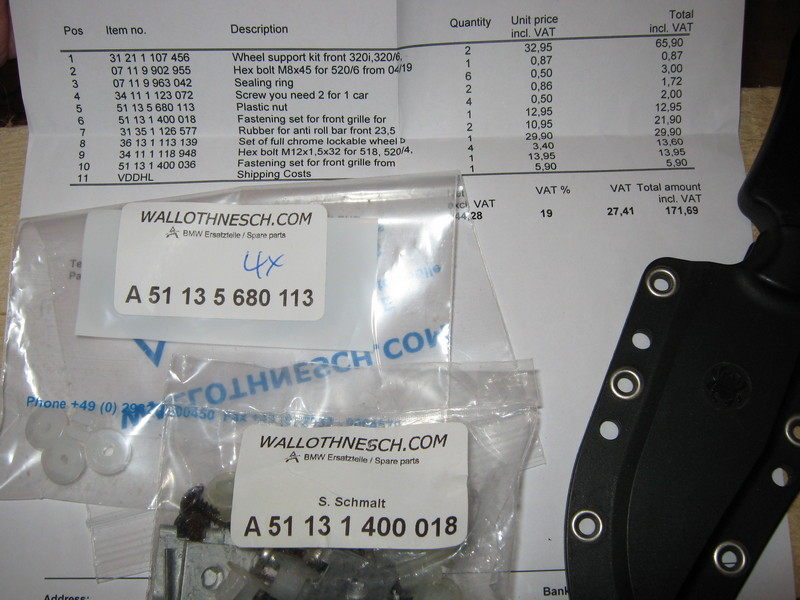 Pos Item no. Description Quantity Unit price incl. VAT Total incl. VAT
1 31 21 1 107 456 Wheel support kit front 320i,320/6, 2 32,95 65,90
2 07 11 9 902 955 Hex bolt M8x45 for 520/6 from 04/19 1 0,87 0,87
3 07 11 9 963 042 Sealing ring 6 0,50 3,00
4 34 11 1 123 072 Screw you need 2 for 1 car 2 0,86 1,72
5 51 13 5 680 113 Plastic nut 4 0,50 2,00
6 51 13 1 400 018 Fastening set for front grille for 1 12,95 12,95
7 31 35 1 126 577 Rubber for anti roll bar front 23,5 2 10,95 21,90
8 36 13 1 113 139 Set of full chrome lockable wheel 1 29,90 29,90
9 34 11 1 118 948 Hex bolt M12x1,5x32 for 518, 520/4, 4 3,40 13,60
10 51 13 1 400 036 Fastening set for front grille from 1 13,95 13,95
11 VDDHL Shipping Costs 1 5,90 5,90
VAT VAT % VAT Total amount incl. VAT
44,28 19 27,41 171,69
WALLOTHNESCH.COM
BMW Ersatzteile / Spare parts
4x
A 51 13 5 680 113
WALLOTHNESCH.COM
Phone +49 (0)
WALLOTHNESCH.COM
BMW Ersatzteile / Spare parts
S. Schmalt
A 51 13 1 400 018
Address: Bank